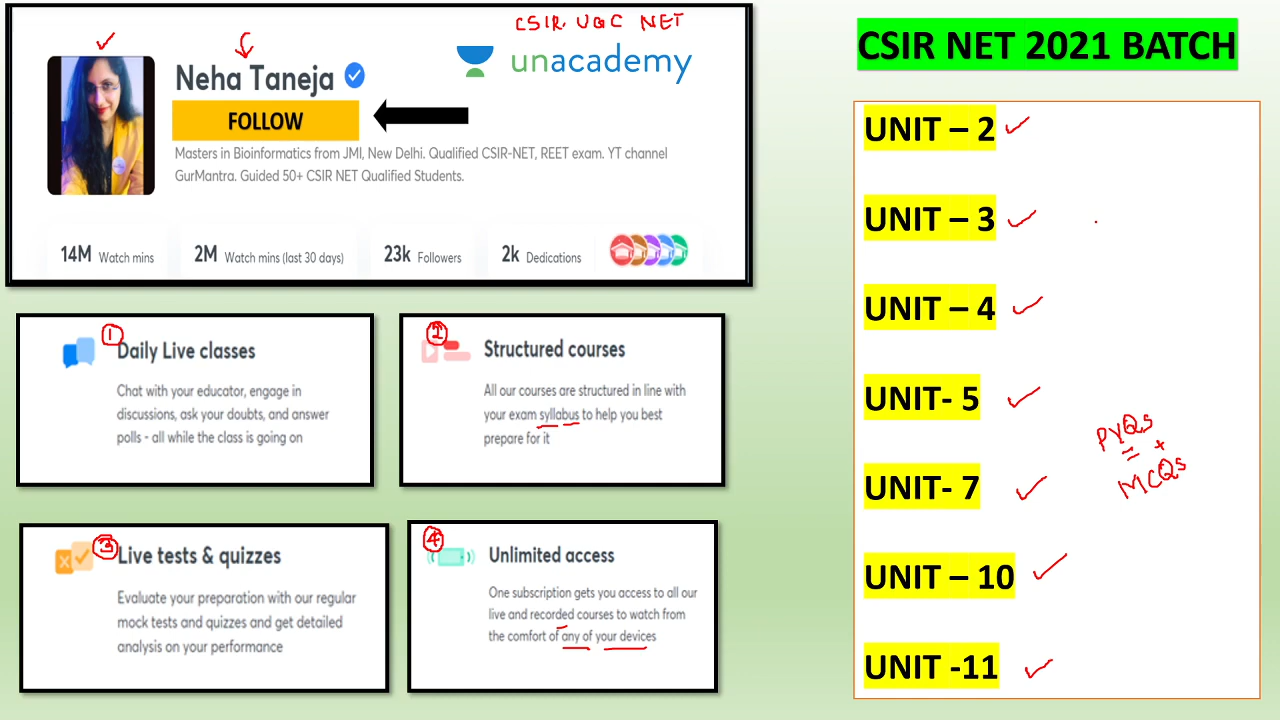 CSIR UGC NET
unacademy
Neha Taneja
FOLLOW
Masters in Bioinformatics from JMI, New Delhi. Qualified CSIR-NET, REET exam. YT channel
GurMantra. Guided 50+ CSIR NET Qualified Students.
14M Watch mins
2M Watch mins (last 30 days)
23k Followers
2k Dedications
1
Daily Live classes
Chat with your educator, engage in
discussions, ask your doubts, and answer
polls - all while the class is going on
2
Structured courses
All our courses are structured in line with
your exam syllabus to help you best
prepare for it
3
Live tests & quizzes
Evaluate your preparation with our regular
mock tests and quizzes and get detailed
analysis on your performance
4
Unlimited access
One subscription gets you access to all our
live and recorded courses to watch from
the comfort of any of your devices
CSIR NET 2021 BATCH
UNIT – 2
UNIT – 3
UNIT – 4
UNIT- 5
PYQs
+
MCQs
UNIT- 7
UNIT – 10
UNIT -11